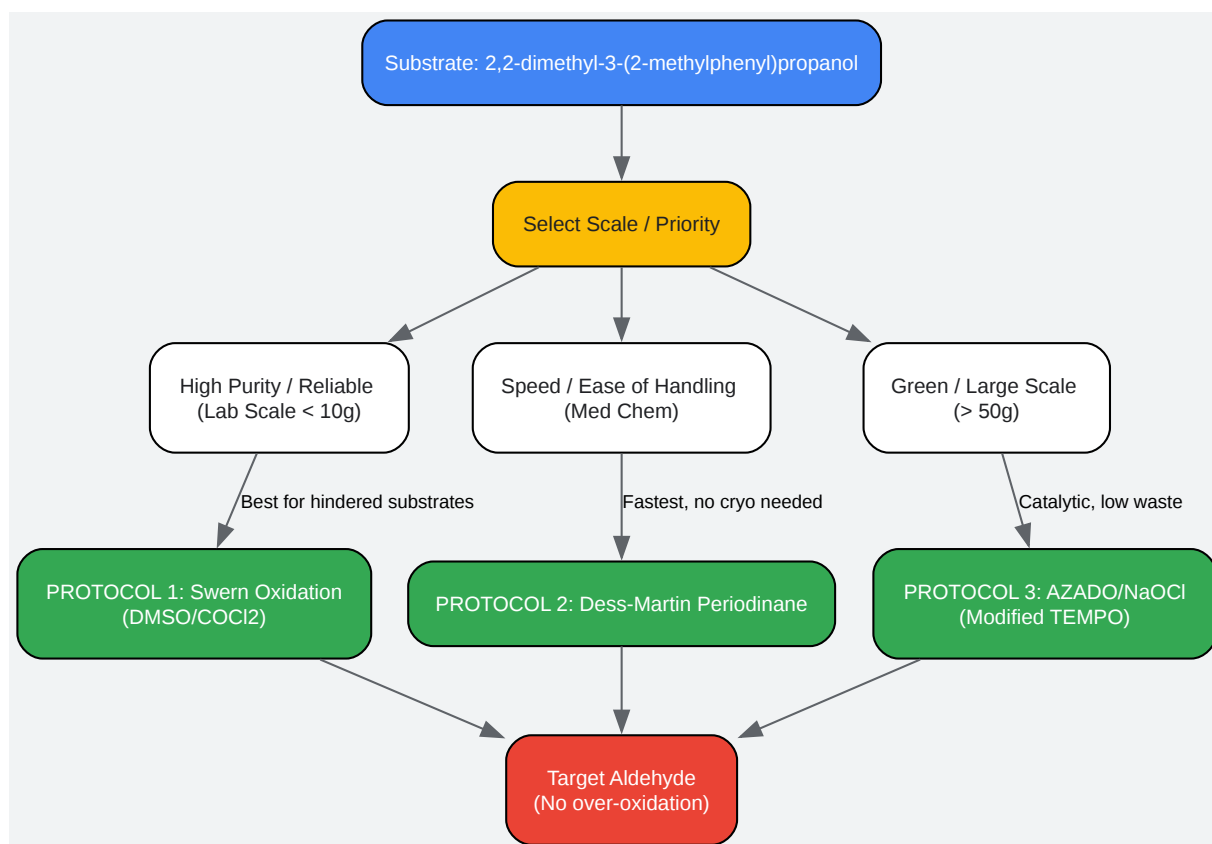 Substrate: 2,2-dimethyl-3-(2-methylphenyl)propanol
Select Scale / Priority
High Purity / Reliable
(Lab Scale < 10g)
Speed / Ease of Handling
(Med Chem)
Green / Large Scale
(> 50g)
Best for hindered substrates
Fastest, no cryo needed
Catalytic, low waste
PROTOCOL 1: Swern Oxidation
(DMSO/COCl2)
PROTOCOL 2: Dess-Martin Periodinane
PROTOCOL 3: AZADO/NaOCl
(Modified TEMPO)
Target Aldehyde
(No over-oxidation)